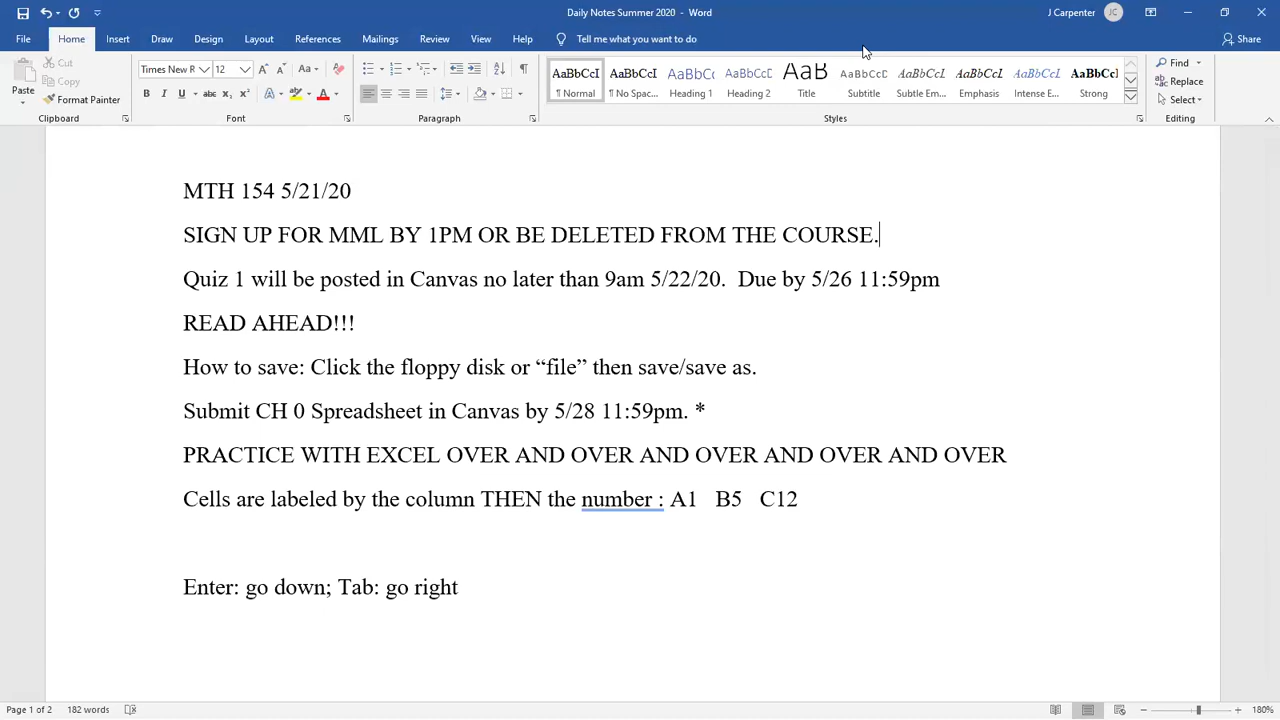 Daily Notes Summer 2020 - Word
J Carpenter JC
File Home Insert Draw Design Layout References Mailings Review View Help Tell me what you want to do Share
Paste Cut Copy Format Painter
Times New R 12
AaBbCcI AaBbCcI AaBbCc AaBbCcD AaB AaBbCcD AaBbCcL AaBbCcL AaBbCcL AaBbCc
¶ Normal ¶ No Spac... Heading 1 Heading 2 Title Subtitle Subtle Em... Emphasis Intense E... Strong
Find
Replace
Select
Clipboard Font Paragraph Styles Editing
MTH 154 5/21/20
SIGN UP FOR MML BY 1PM OR BE DELETED FROM THE COURSE.
Quiz 1 will be posted in Canvas no later than 9am 5/22/20.  Due by 5/26 11:59pm
READ AHEAD!!!
How to save: Click the floppy disk or “file” then save/save as.
Submit CH 0 Spreadsheet in Canvas by 5/28 11:59pm. *
PRACTICE WITH EXCEL OVER AND OVER AND OVER AND OVER AND OVER
Cells are labeled by the column THEN the number : A1   B5   C12
Enter: go down; Tab: go right
Page 1 of 2 182 words 180%